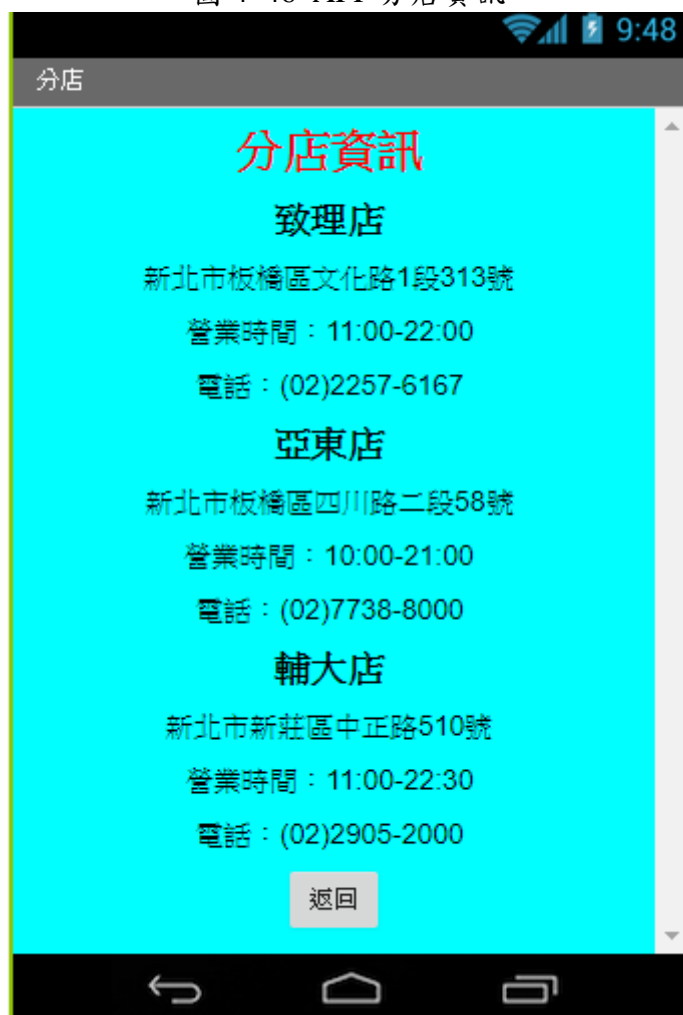 9:48
分店
分店資訊
致理店
新北市板橋區文化路1段313號
營業時間：11:00-22:00
電話：(02)2257-6167
亞東店
新北市板橋區四川路二段58號
營業時間：10:00-21:00
電話：(02)7738-8000
輔大店
新北市新莊區中正路510號
營業時間：11:00-22:30
電話：(02)2905-2000
返回